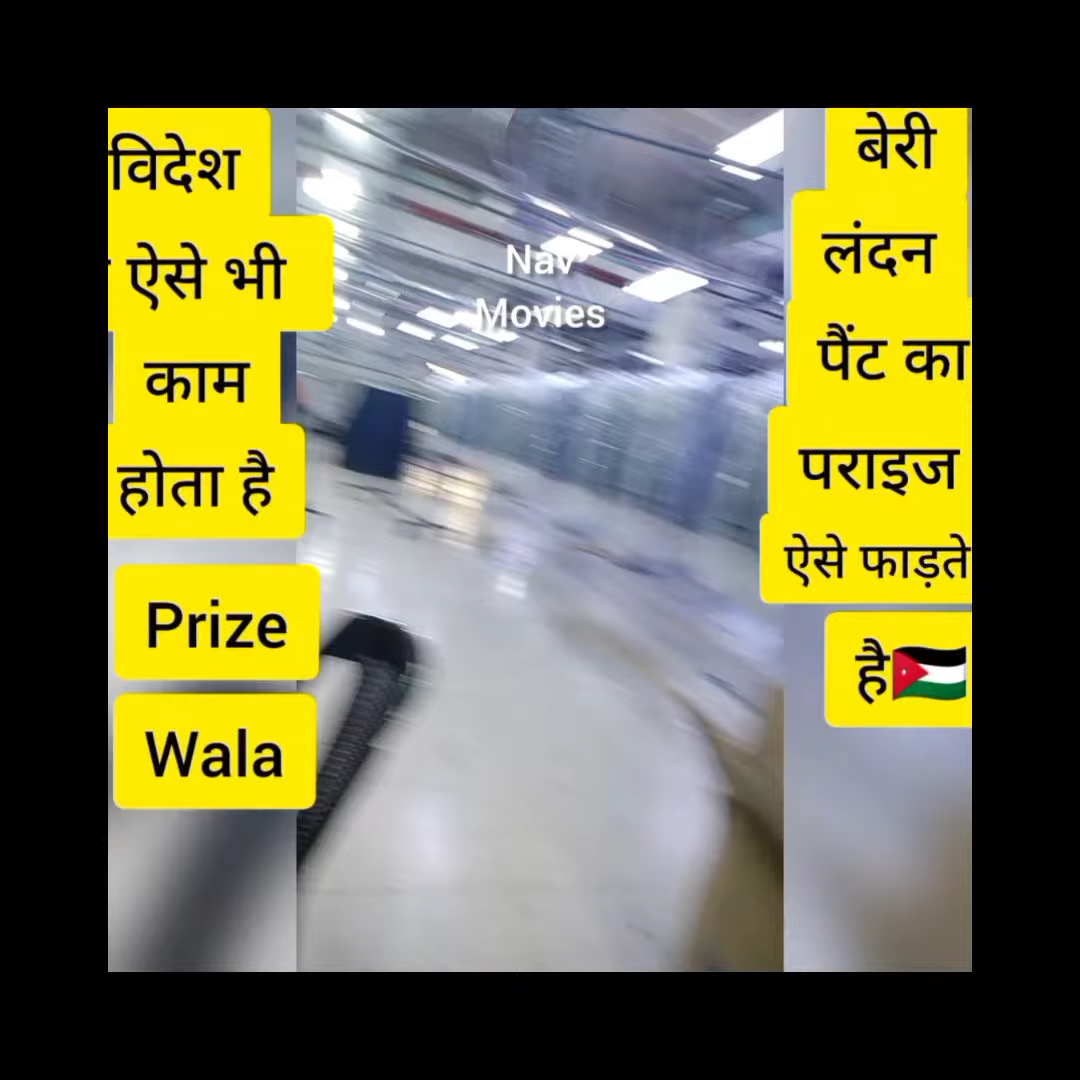 विदेश
ऐसे भी
काम
होता है
Prize
Wala
Nav
Movies
बेरी
लंदन
पैंट का
पराइज
ऐसे फाड़ते
है🇯🇴